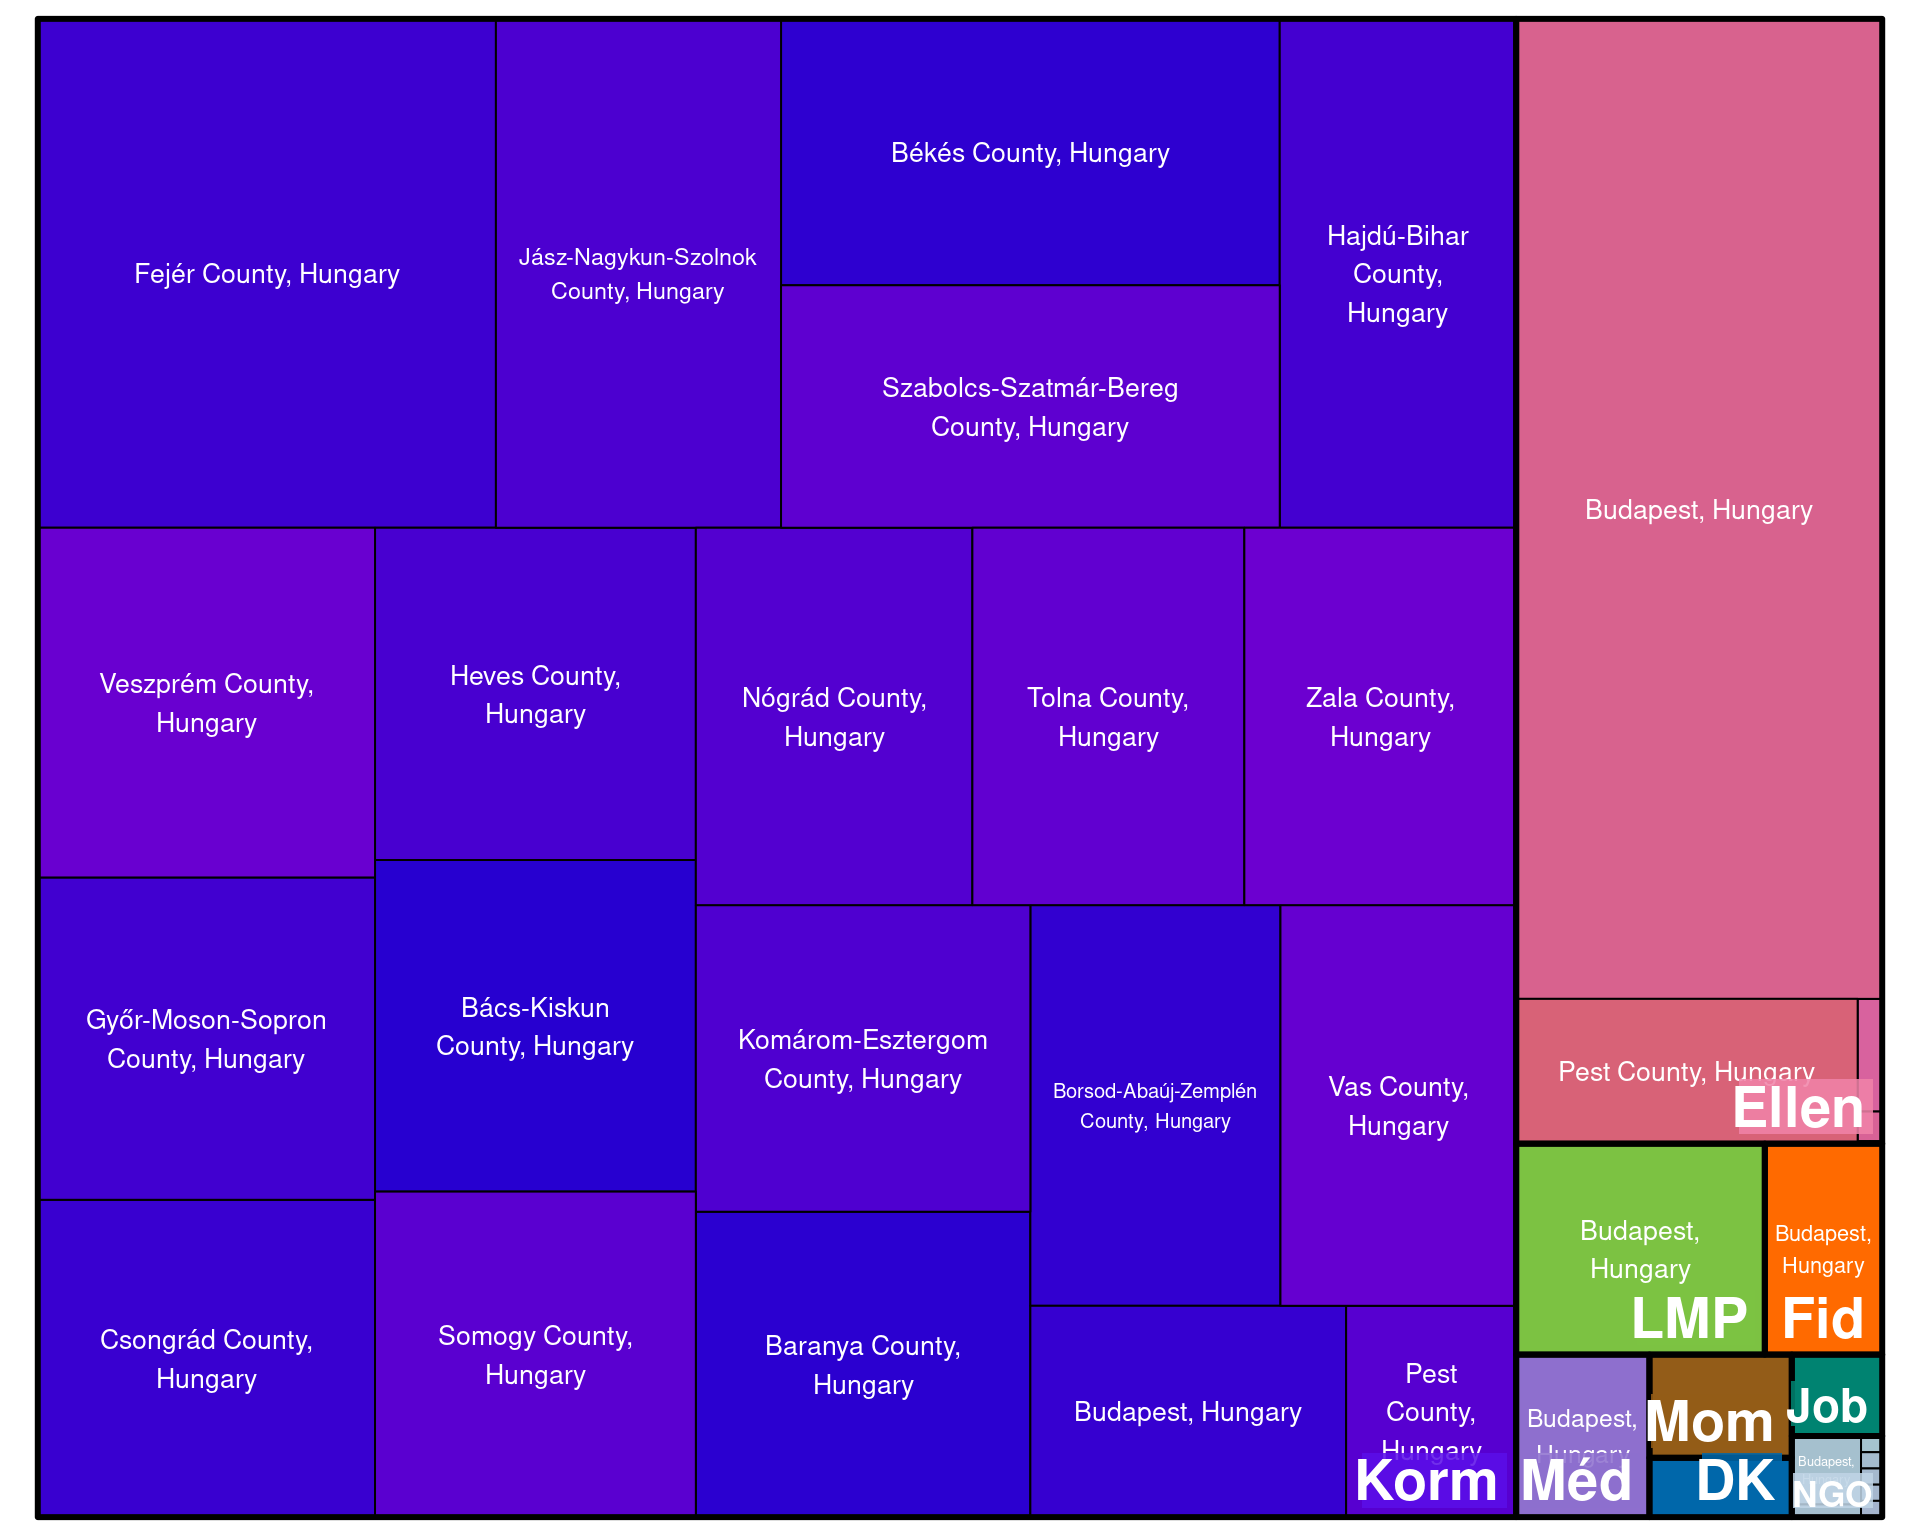 Fejér County, Hungary
Jász-Nagykun-Szolnok
County, Hungary
Békés County, Hungary
Szabolcs-Szatmár-Bereg
County, Hungary
Hajdú-Bihar
County,
Hungary
Veszprém County,
Hungary
Heves County,
Hungary
Nógrád County,
Hungary
Tolna County,
Hungary
Zala County,
Hungary
Győr-Moson-Sopron
County, Hungary
Bács-Kiskun
County, Hungary
Komárom-Esztergom
County, Hungary
Borsod-Abaúj-Zemplén
County, Hungary
Vas County,
Hungary
Csongrád County,
Hungary
Somogy County,
Hungary
Baranya County,
Hungary
Budapest, Hungary
Pest
County,
Hungary
Korm
Budapest, Hungary
Pest County, Hungary
Ellen
Budapest,
Hungary
LMP
Budapest,
Hungary
Fid
Budapest,
Hungary
Méd
Mom
DK
Job
Budapest,
NGO